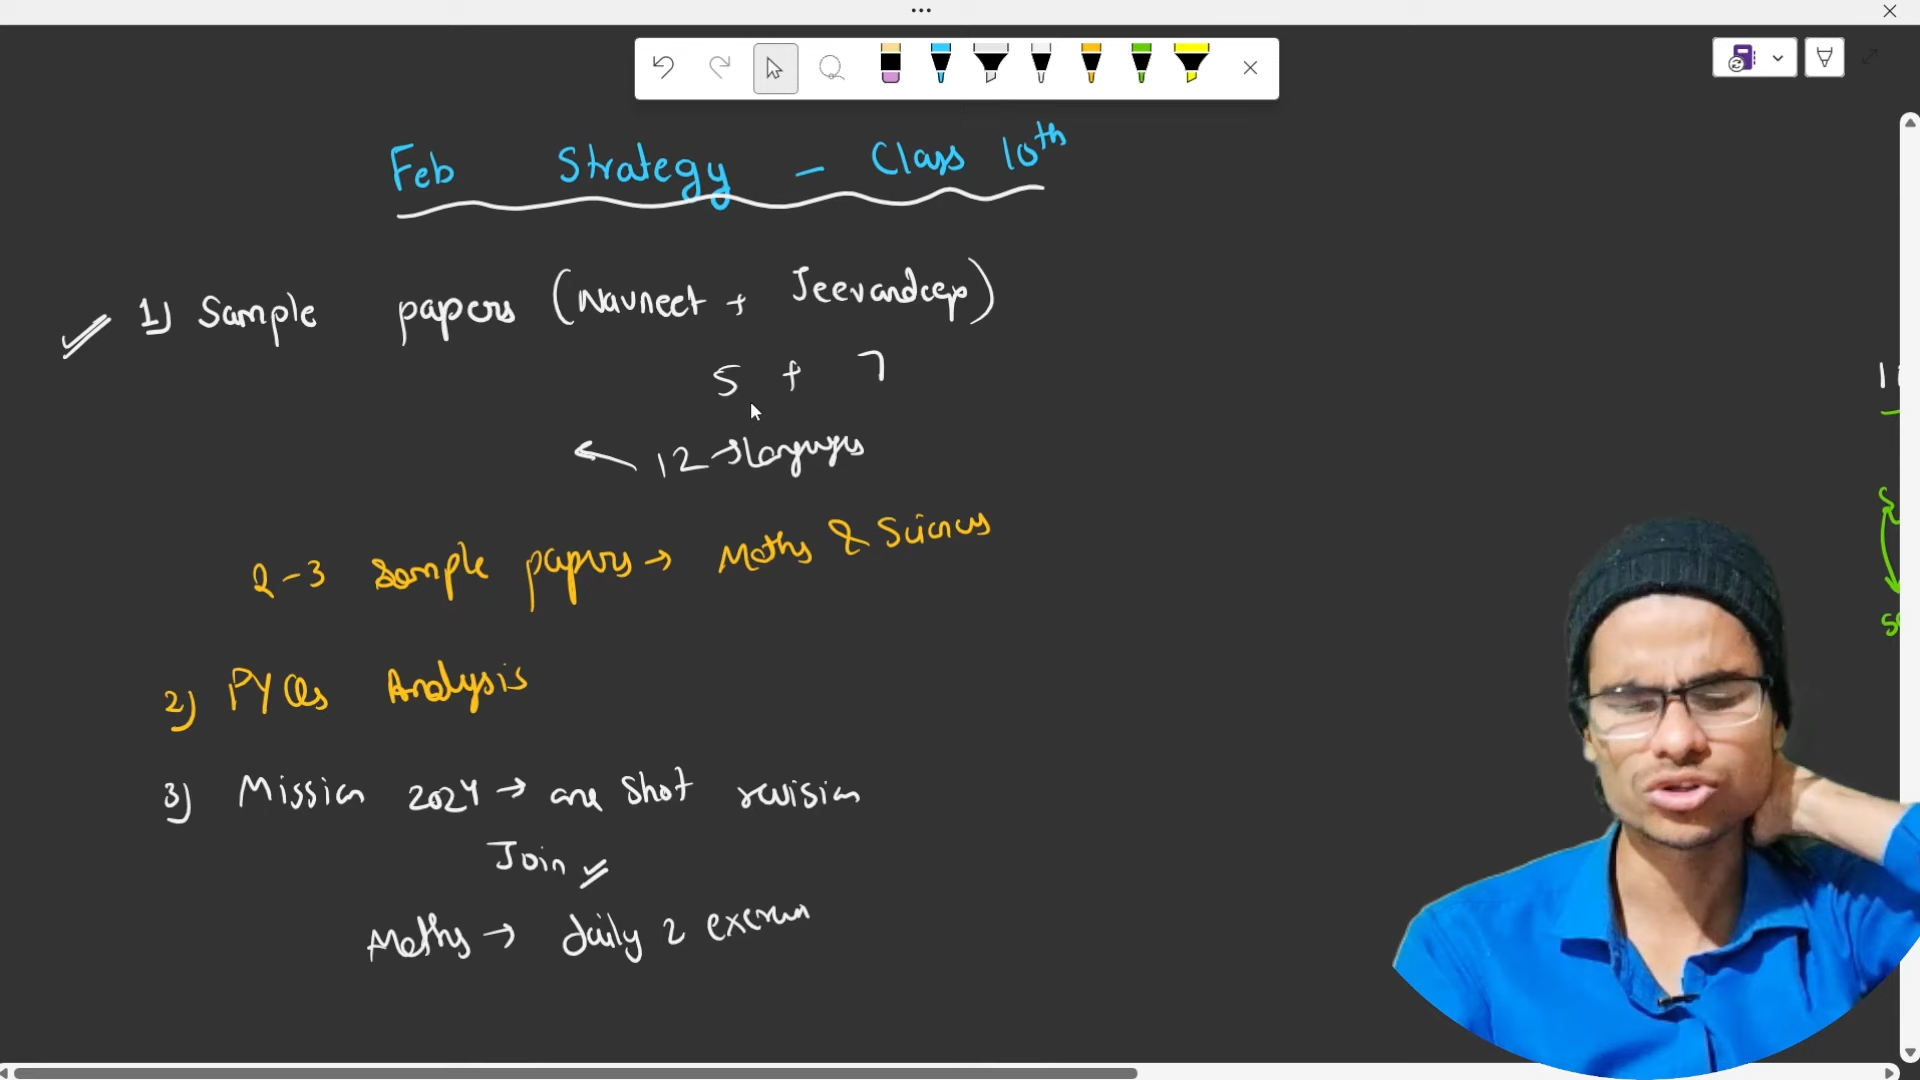 Feb Strategy - Class 10th
1) Sample papers (Navneet + Jeevandeep)
5 + 7
← 12 → languages
2-3 Sample papers → Maths & Science
2) PYQs Analysis
3) Mission 2024 → one Shot revision
Join
Maths → daily 2